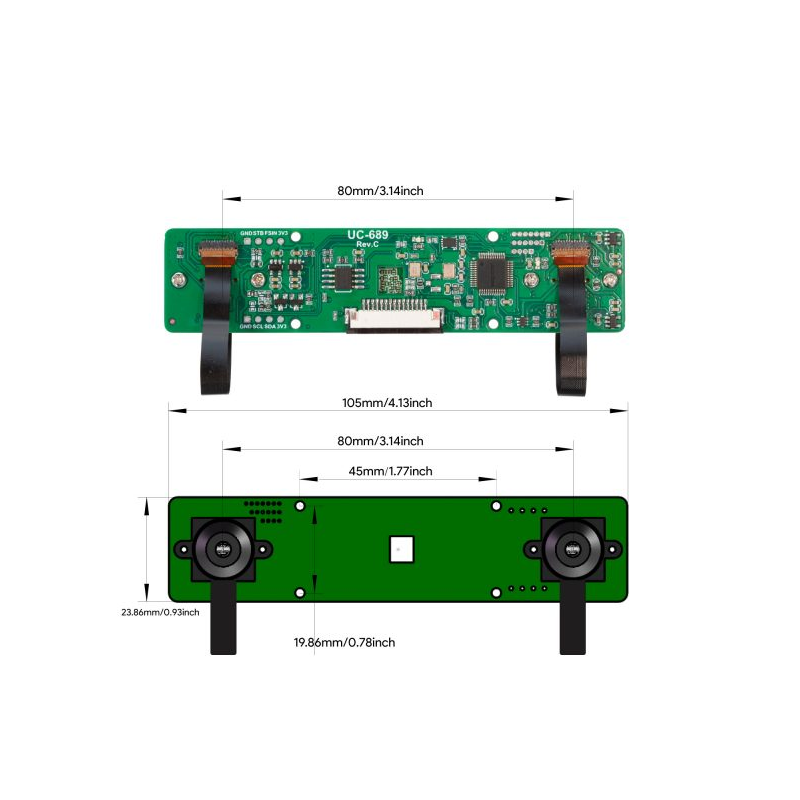 80mm/3.14inch
GND STB FSIN 3V3
UC-689
Rev.C
GND SCL SDA 3V3
105mm/4.13inch
80mm/3.14inch
45mm/1.77inch
23.86mm/0.93inch
19.86mm/0.78inch